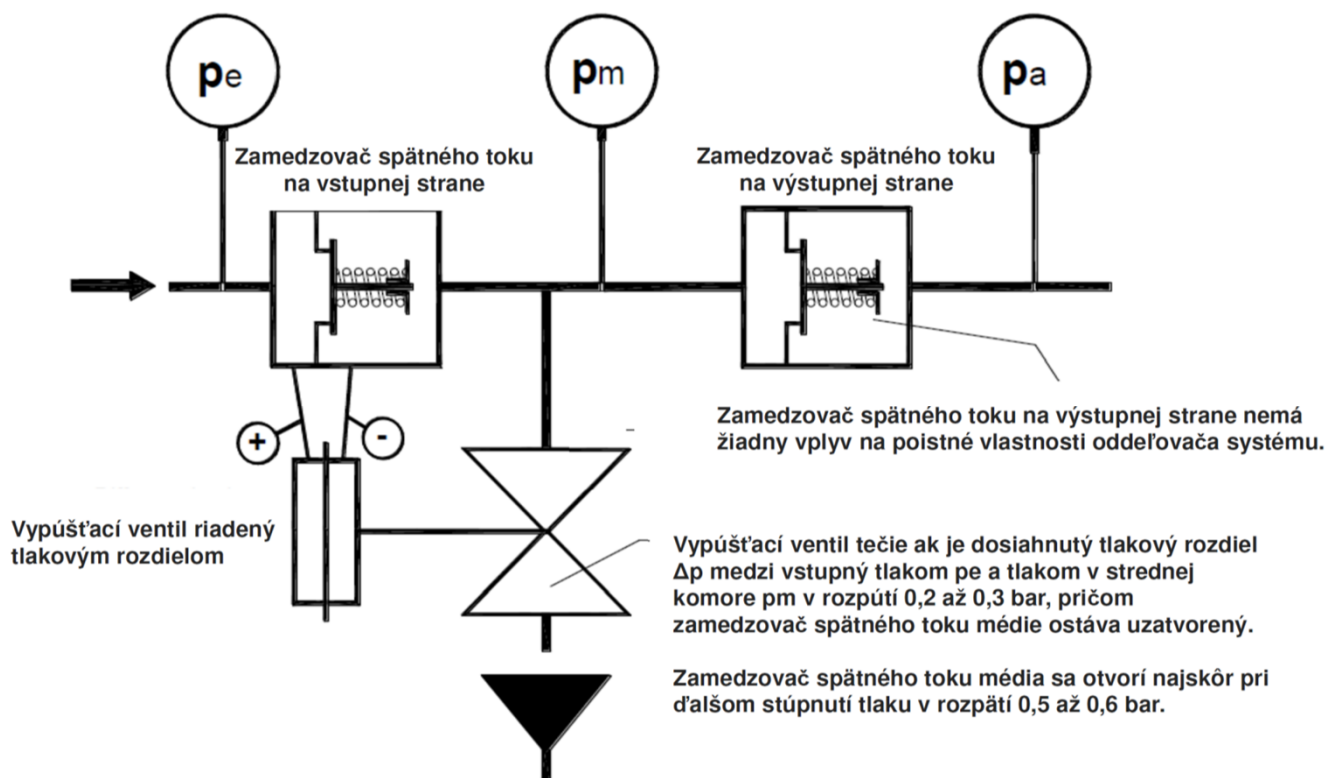 pe
pm
pa
Zamedzovač spätného toku
na vstupnej strane
Zamedzovač spätného toku
na výstupnej strane
+
-
Zamedzovač spätného toku na výstupnej strane nemá
žiadny vplyv na poistné vlastnosti oddeľovača systému.
Vypúšťací ventil riadený
tlakovým rozdielom
Vypúšťací ventil tečie ak je dosiahnutý tlakový rozdiel
Δp medzi vstupný tlakom pe a tlakom v strednej
komore pm v rozpútí 0,2 až 0,3 bar, pričom
zamedzovač spätného toku médie ostáva uzatvorený.
Zamedzovač spätného toku média sa otvorí najskôr pri
ďalšom stúpnutí tlaku v rozpätí 0,5 až 0,6 bar.